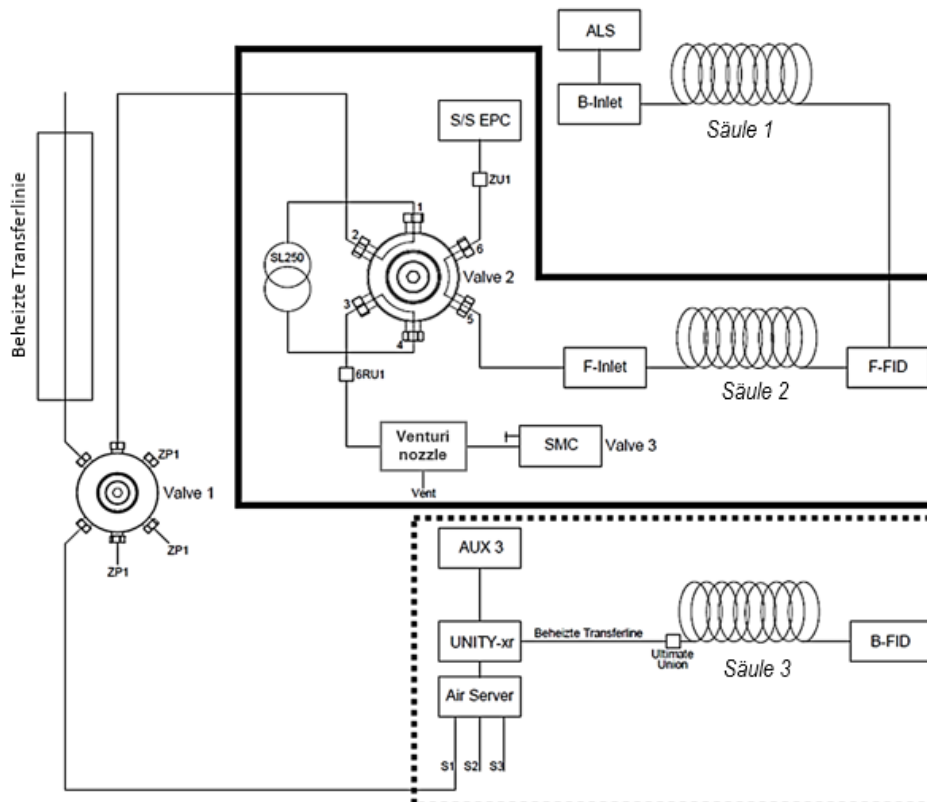 ALS
B-Inlet
Säule 1
S/S EPC
ZU1
Beheizte Transferlinie
1
2
6
SL250
Valve 2
3
5
4
6RU1
F-Inlet
Säule 2
F-FID
Venturi
nozzle
SMC
Valve 3
Vent
ZP1
Valve 1
ZP1
ZP1
AUX 3
UNITY-xr
Beheizte Transferline
Ultimate
Union
Säule 3
B-FID
Air Server
S1
S2
S3